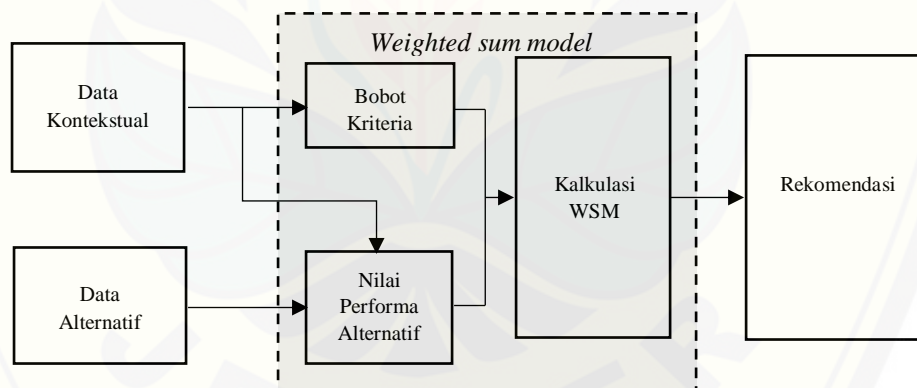 Weighted sum model
Data
Kontekstual
Bobot
Kriteria
Kalkulasi
WSM
Rekomendasi
Data
Alternatif
Nilai
Performa
Alternatif